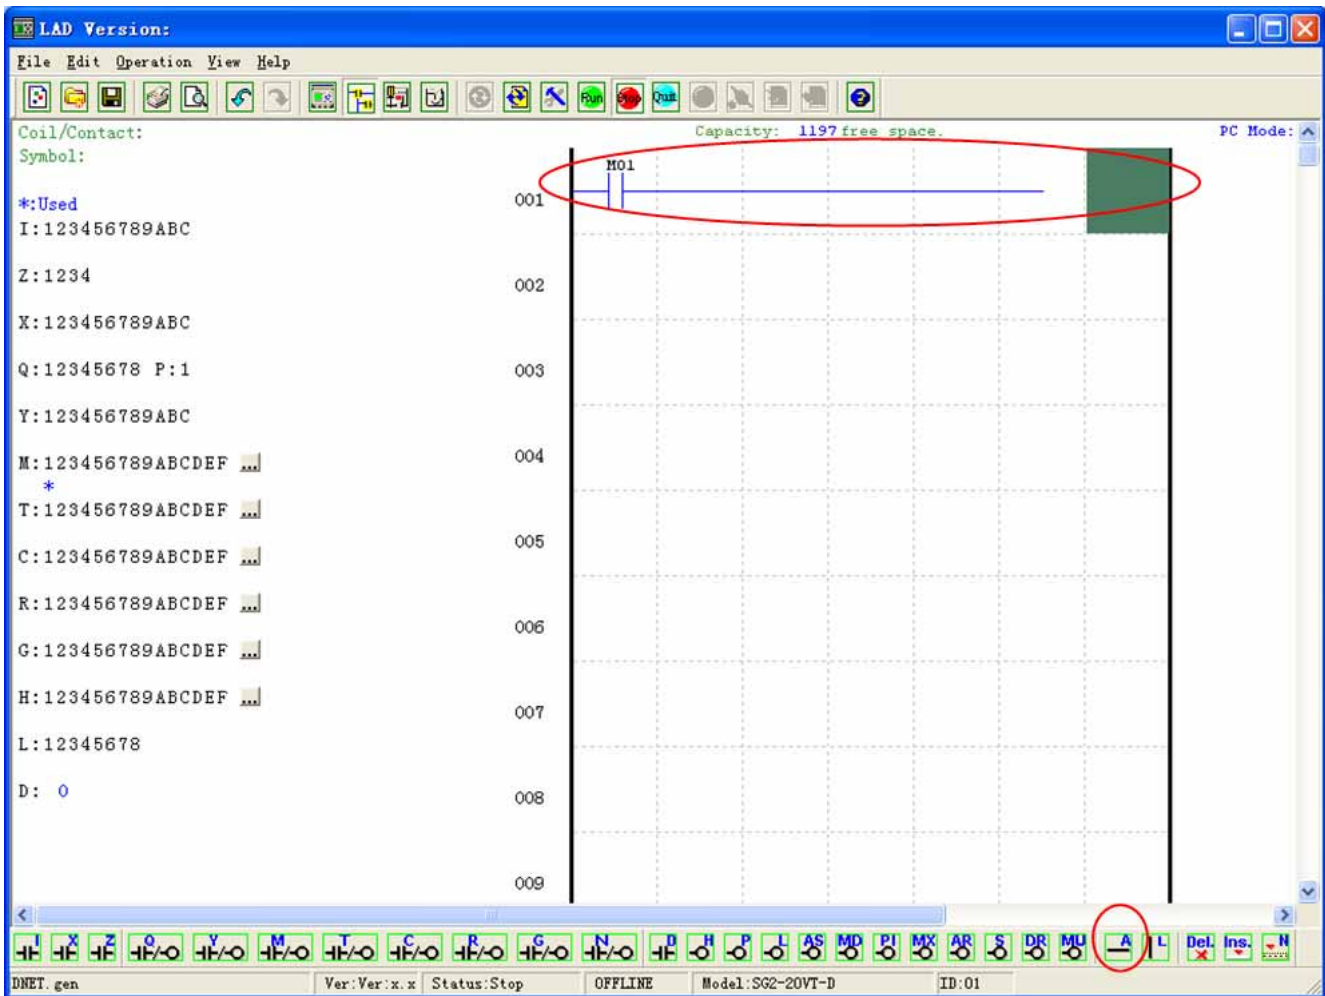 LAD Version:
File Edit Operation View Help
Run Stop Quit
Coil/Contact:
Capacity: 1197 free space.
PC Mode:
Symbol:
M01
*:Used
001
I:123456789ABC
Z:1234
002
X:123456789ABC
Q:12345678 P:1
003
Y:123456789ABC
M:123456789ABCDEF ...
004
*
T:123456789ABCDEF ...
005
C:123456789ABCDEF ...
R:123456789ABCDEF ...
006
G:123456789ABCDEF ...
H:123456789ABCDEF ...
007
L:12345678
D: 0
008
009
I X Z Q Y M T C R G N D H P L AS MD PI MX AR S DR MU A L Del. Ins. N
DNET.gen Ver:Ver:x.x Status:Stop OFFLINE Model:SG2-20VT-D ID:01